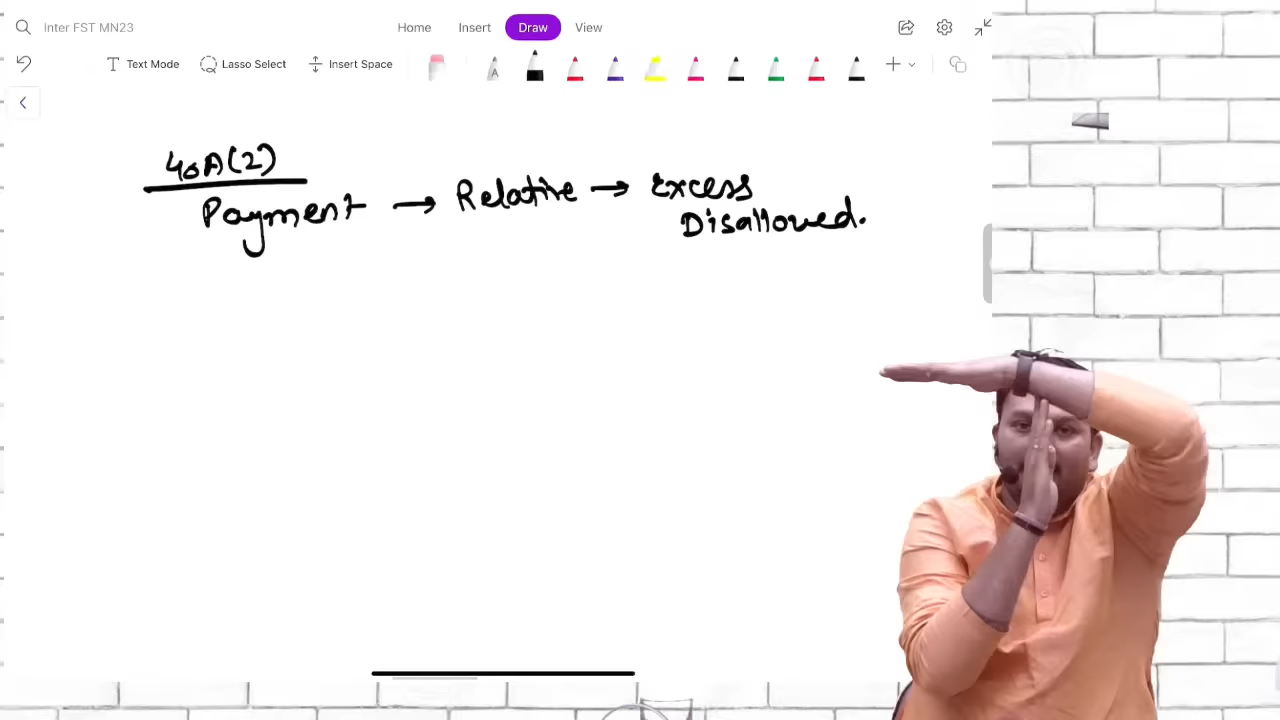 Inter FST MN23
Home Insert Draw View
Text Mode Lasso Select Insert Space
A
40A(2)
Payment → Relative → Excess
Disallowed.